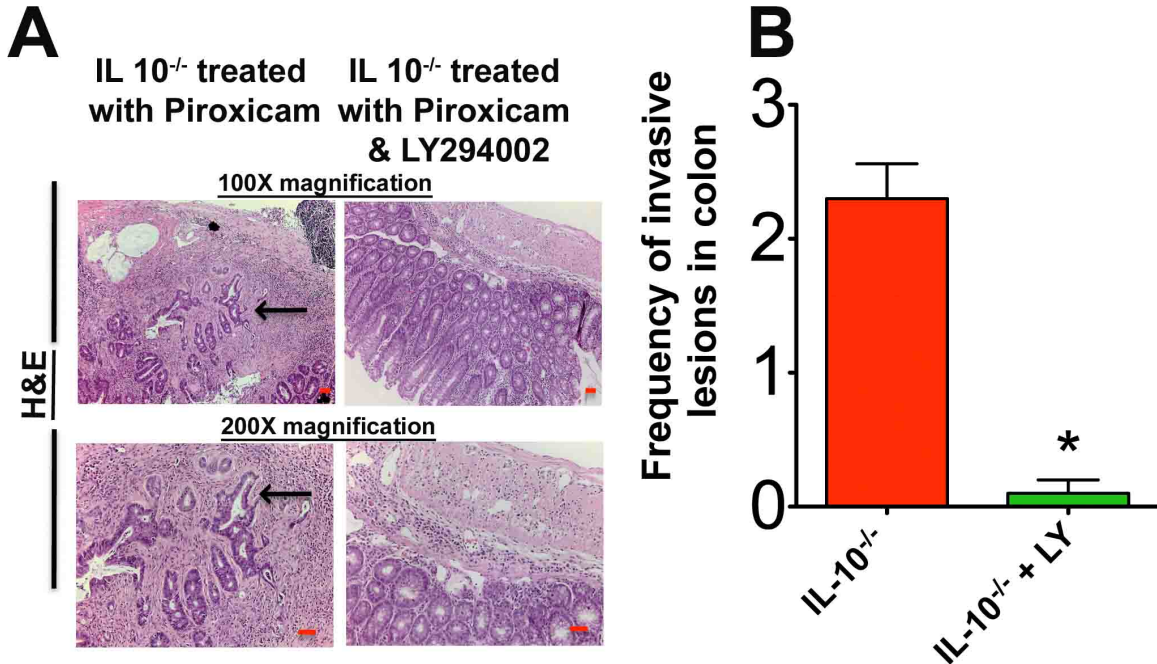 A
IL 10⁻/⁻ treated
with Piroxicam
IL 10⁻/⁻ treated
with Piroxicam
& LY294002
100X magnification
200X magnification
H&E
B
Frequency of invasive
lesions in colon
3
2
1
0
*
IL-10⁻/⁻
IL-10⁻/⁻ + LY